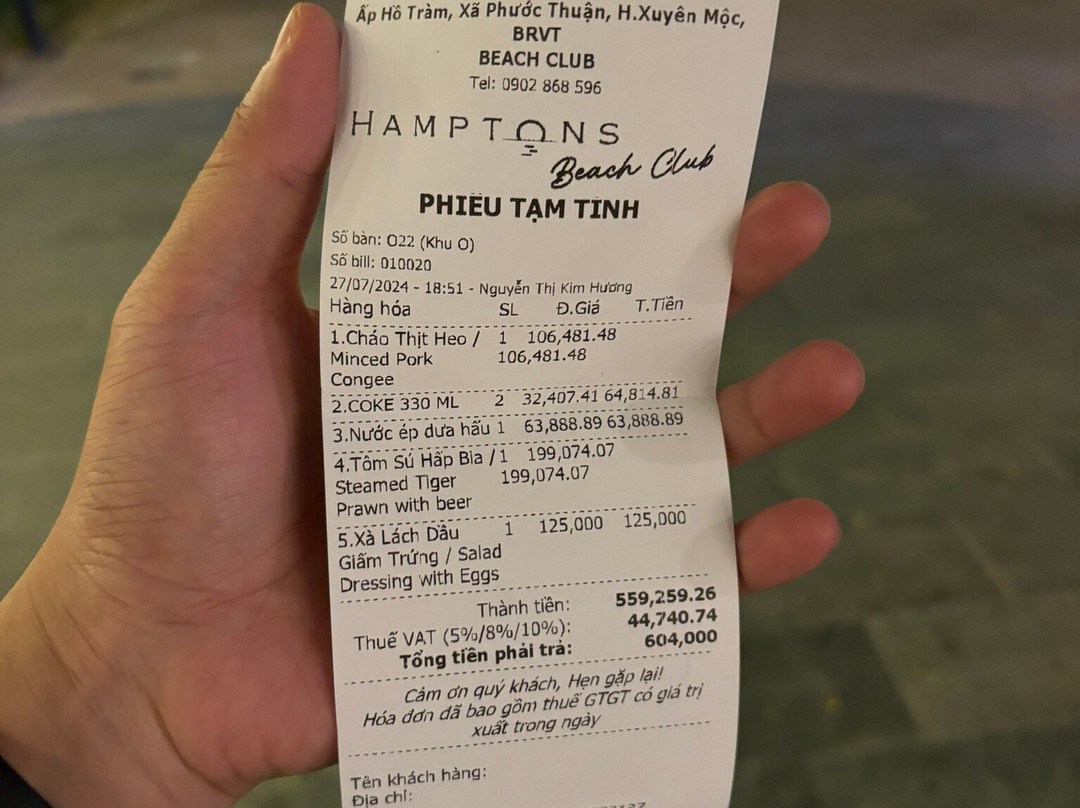 Ấp Hồ Tràm, Xã Phước Thuận, H.Xuyên Mộc,
BRVT
BEACH CLUB
Tel: 0902 868 596
HAMPTONS
Beach Club
PHIẾU TẠM TÍNH
Số bàn: O22 (Khu O)
Số bill: 010020
27/07/2024 - 18:51 - Nguyễn Thị Kim Hương
Hàng hóa SL Đ.Giá T.Tiền
1.Cháo Thịt Heo / 1 106,481.48
Minced Pork 106,481.48
Congee
2.COKE 330 ML 2 32,407.41 64,814.81
3.Nước ép dưa hấu 1 63,888.89 63,888.89
4.Tôm Sú Hấp Bia / 1 199,074.07
Steamed Tiger 199,074.07
Prawn with beer
5.Xà Lách Dầu 1 125,000 125,000
Giấm Trứng / Salad
Dressing with Eggs
Thành tiền: 559,259.26
Thuế VAT (5%/8%/10%): 44,740.74
Tổng tiền phải trả: 604,000
Cảm ơn quý khách, Hẹn gặp lại!
Hóa đơn đã bao gồm thuế GTGT có giá trị
xuất trong ngày
Tên khách hàng:
Địa chỉ: